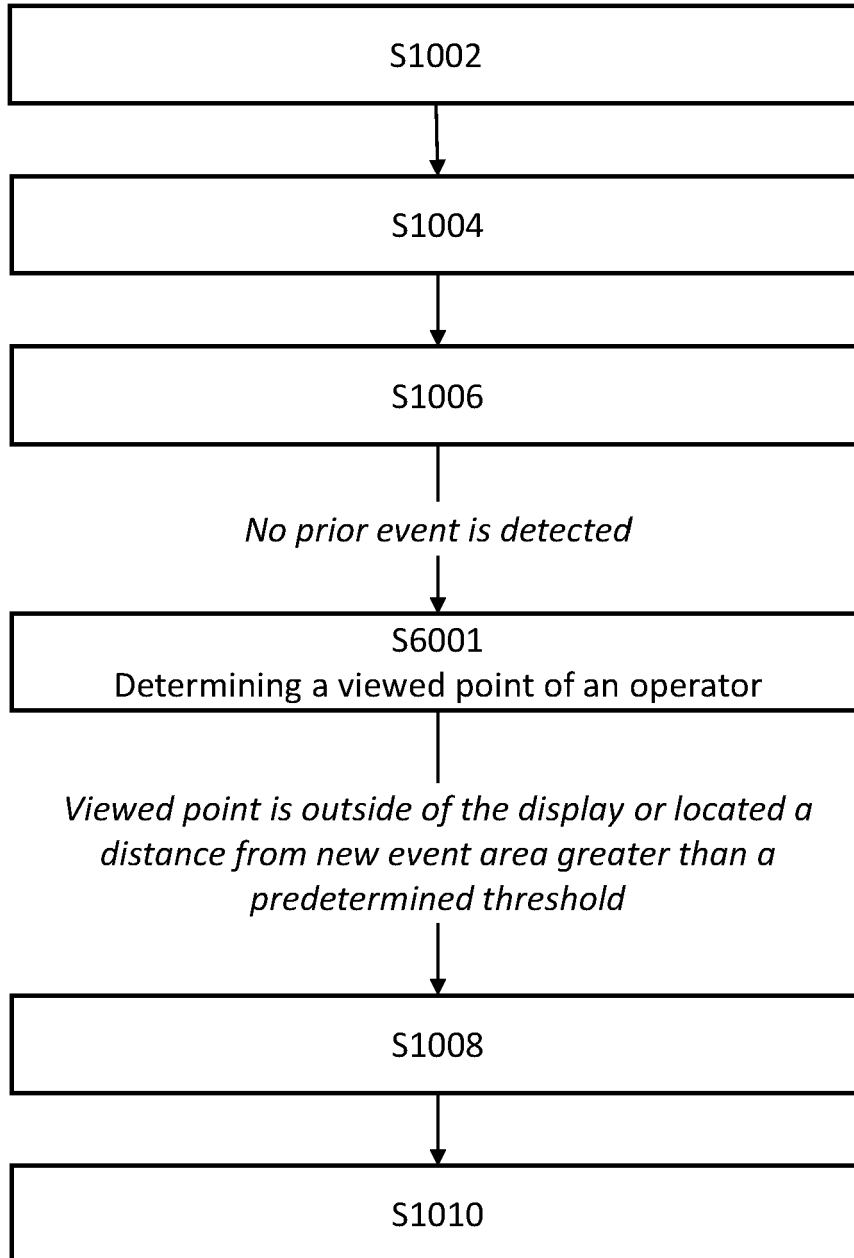 S1002
S1004
S1006
No prior event is detected
S6001
Determining a viewed point of an operator
Viewed point is outside of the display or located a
distance from new event area greater than a
predetermined threshold
S1008
S1010